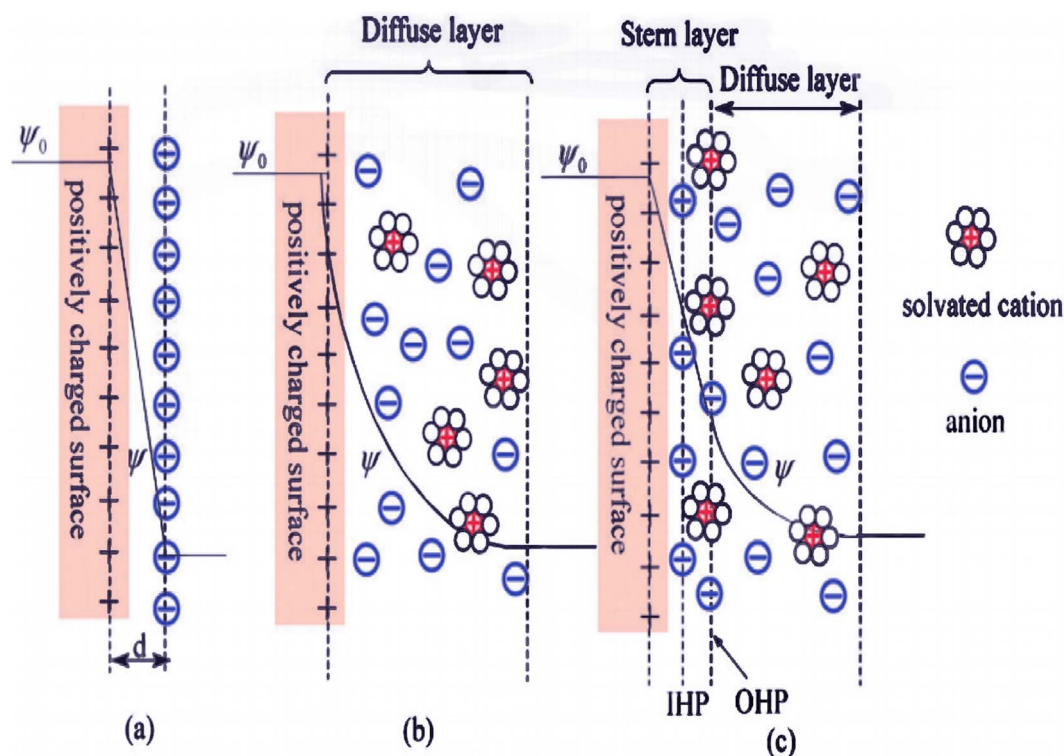 Diffuse layer
Stern layer
Diffuse layer
ψ₀
positively charged surface
ψ
d
(a)
ψ₀
positively charged surface
ψ
(b)
ψ₀
positively charged surface
ψ
IHP
OHP
(c)
solvated cation
anion